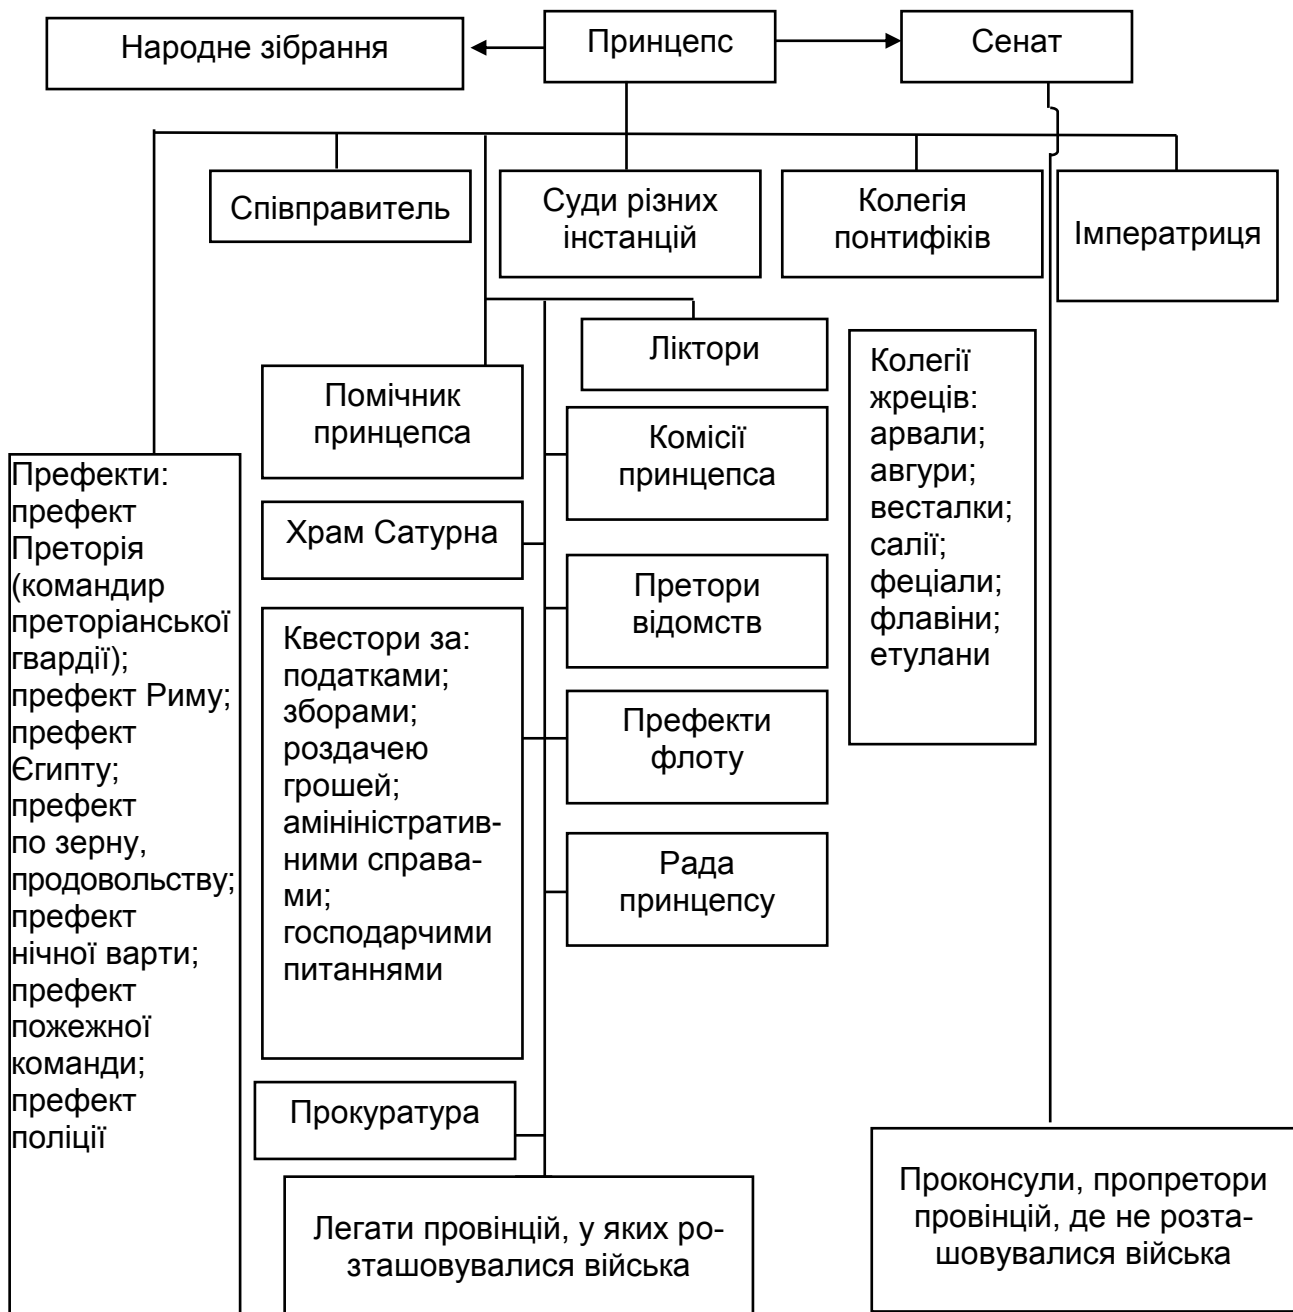 Народне зібрання
Принцепс
Сенат
Співправитель
Суди різних
інстанцій
Колегія
понтифіків
Імператриця
Ліктори
Помічник
принцепса
Комісії
принцепса
Колегії
жреців:
арвали;
авгури;
весталки;
салії;
феціали;
флавіни;
етулани
Префекти:
префект
Преторія
(командир
преторіанської
гвардії);
префект Риму;
префект
Єгипту;
префект
по зерну,
продовольству;
префект
нічної варти;
префект
пожежної
команди;
префект
поліції
Храм Сатурна
Претори
відомств
Квестори за:
податками;
зборами;
роздачею
грошей;
амініністратив-
ними справа-
ми;
господарчими
питаннями
Префекти
флоту
Рада
принцепсу
Прокуратура
Легати провінцій, у яких ро-
зташовувалися війська
Проконсули, пропретори
провінцій, де не розта-
шовувалися війська